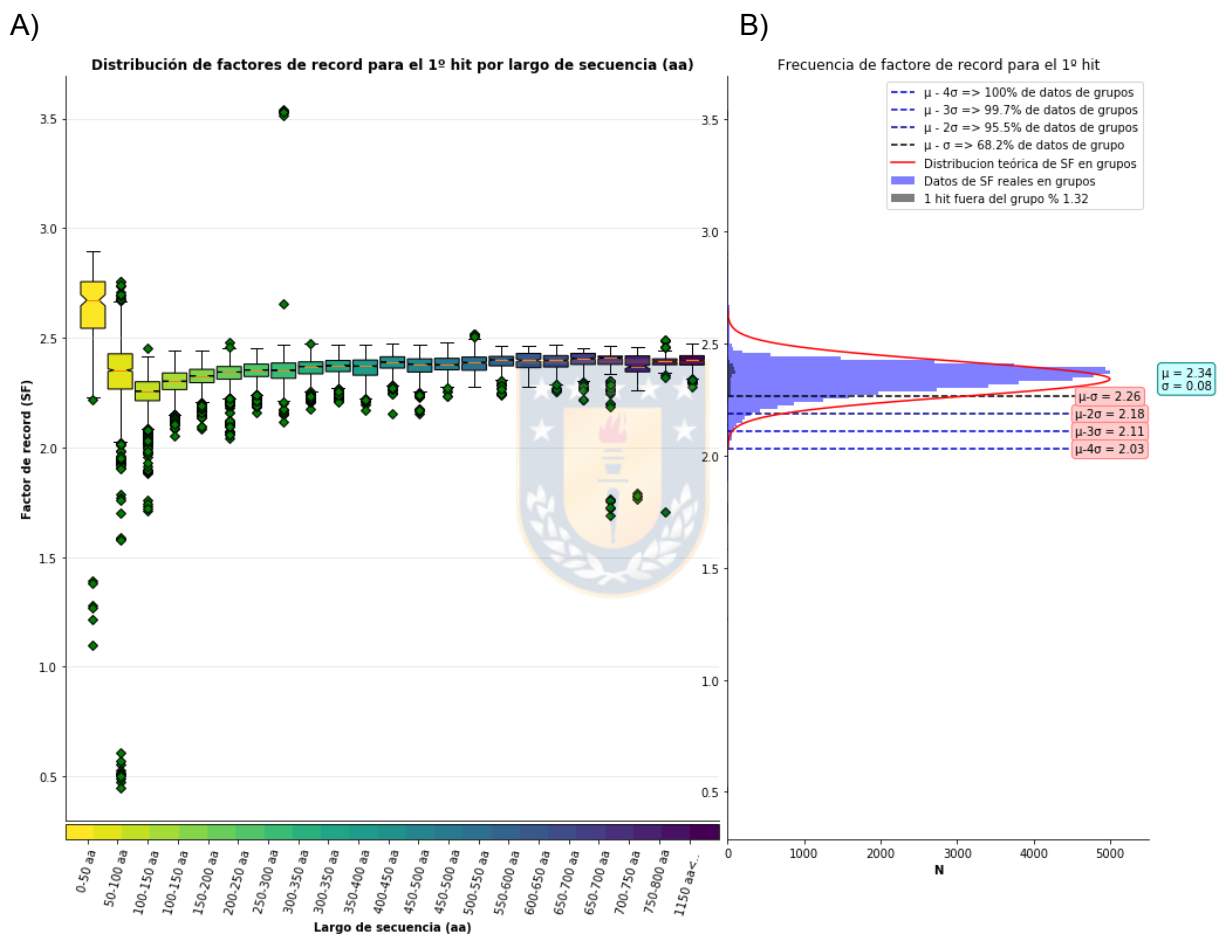 A)
B)
Distribución de factores de record para el 1º hit por largo de secuencia (aa)
Factor de record (SF)
3.5
3.0
2.5
2.0
1.5
1.0
0.5
0-50 aa
50-100 aa
100-150 aa
100-150 aa
150-200 aa
200-250 aa
250-300 aa
300-350 aa
300-350 aa
350-400 aa
400-450 aa
450-500 aa
450-500 aa
500-550 aa
550-600 aa
600-650 aa
650-700 aa
650-700 aa
700-750 aa
750-800 aa
1150 aa<..
Largo de secuencia (aa)
Frecuencia de factore de record para el 1º hit
μ - 4σ => 100% de datos de grupos
μ - 3σ => 99.7% de datos de grupos
μ - 2σ => 95.5% de datos de grupos
μ - σ => 68.2% de datos de grupo
Distribucion teórica de SF en grupos
Datos de SF reales en grupos
1 hit fuera del grupo % 1.32
3.5
3.0
2.5
2.0
1.5
1.0
0.5
μ = 2.34
σ = 0.08
μ-σ = 2.26
μ-2σ = 2.18
μ-3σ = 2.11
μ-4σ = 2.03
0
1000
2000
3000
4000
5000
N